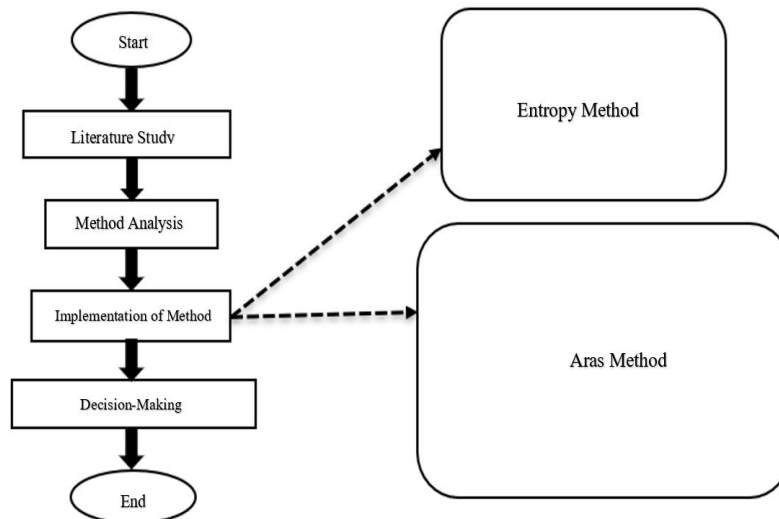 Start
Literature Study
Method Analysis
Implementation of Method
Decision-Making
End
Entropy Method
Aras Method